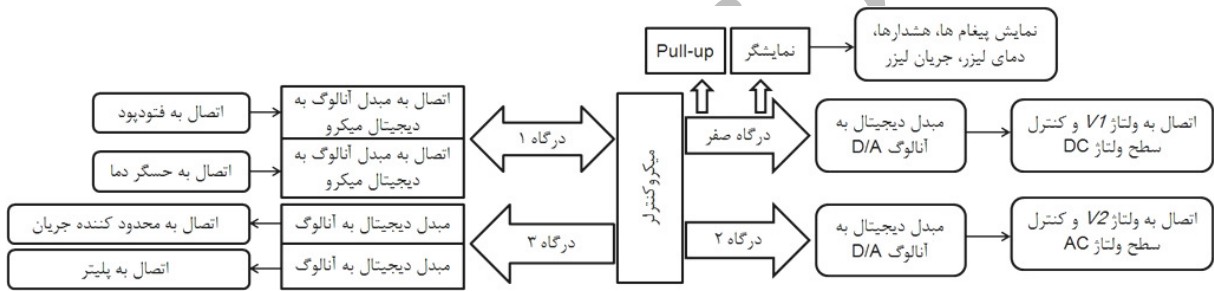 نمایش پیغام ها، هشدارها،
دمای لیزر، جریان لیزر
نمایشگر
Pull-up
اتصال به ولتاژ V1 و کنترل
سطح ولتاژ DC
مبدل دیجیتال به
آنالوگ D/A
درگاه صفر
میکروکنترلر
درگاه ۱
اتصال به مبدل آنالوگ به
دیجیتال میکرو
اتصال به فتودیود
اتصال به مبدل آنالوگ به
دیجیتال میکرو
اتصال به حسگر دما
اتصال به ولتاژ V2 و کنترل
سطح ولتاژ AC
مبدل دیجیتال به
آنالوگ D/A
درگاه ۲
درگاه ۳
مبدل دیجیتال به آنالوگ
اتصال به محدود کننده جریان
مبدل دیجیتال به آنالوگ
اتصال به پلیتر